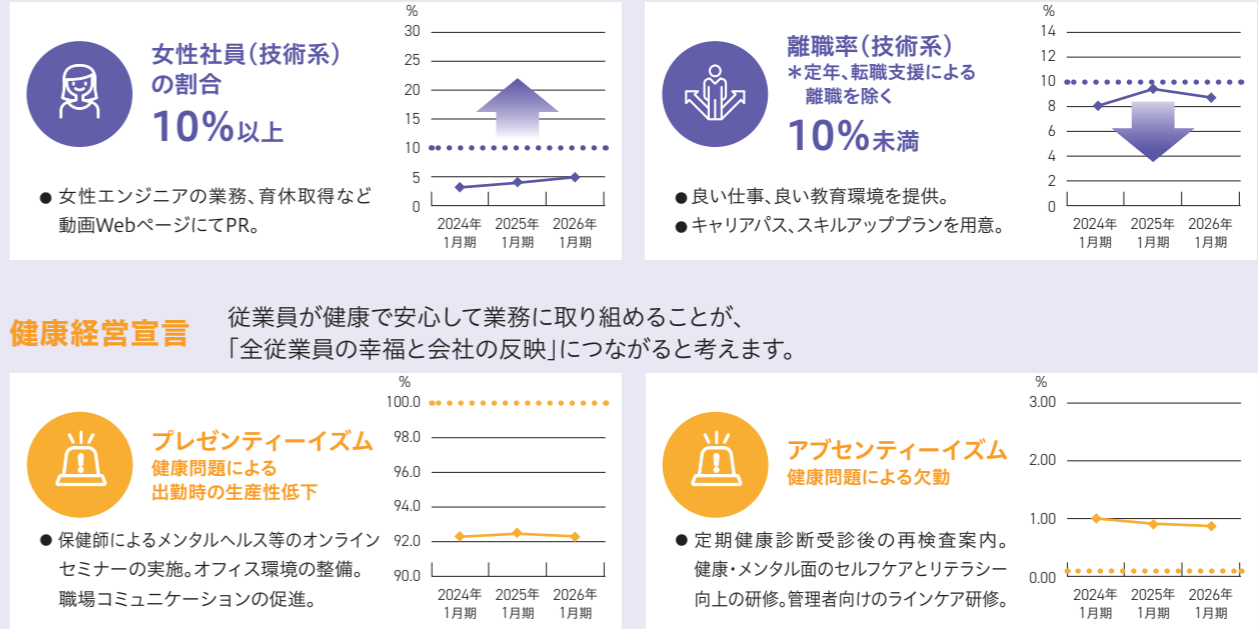 女性社員（技術系）
の割合
10%以上
● 女性エンジニアの業務、育休取得など
動画WebページにてPR。
%
30
25
20
15
10
5
0
2024年 2025年 2026年
1月期 1月期 1月期
離職率（技術系）
＊定年、転職支援による
離職を除く
10%未満
● 良い仕事、良い教育環境を提供。
● キャリアパス、スキルアッププランを用意。
%
14
12
10
8
6
4
2
0
2024年 2025年 2026年
1月期 1月期 1月期
健康経営宣言
従業員が健康で安心して業務に取り組めることが、
「全従業員の幸福と会社の反映」につながると考えます。
プレゼンティーイズム
健康問題による
出勤時の生産性低下
● 保健師によるメンタルヘルス等のオンライン
セミナーの実施。オフィス環境の整備。
職場コミュニケーションの促進。
%
100.0
98.0
96.0
94.0
92.0
90.0
2024年 2025年 2026年
1月期 1月期 1月期
アブセンティーイズム
健康問題による欠勤
● 定期健康診断受診後の再検査案内。
健康・メンタル面のセルフケアとリテラシー
向上の研修。管理者向けのラインケア研修。
%
3.00
2.00
1.00
0.00
2024年 2025年 2026年
1月期 1月期 1月期